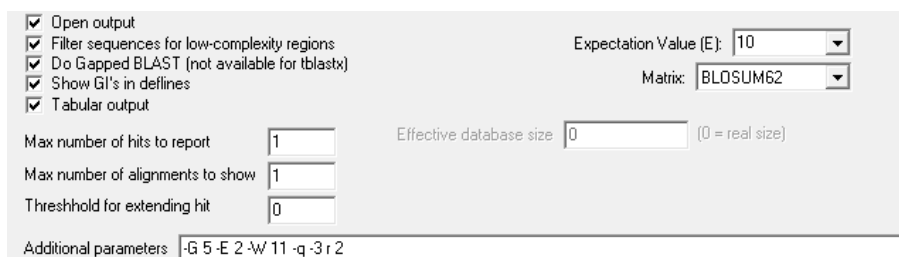 Open output
Filter sequences for low-complexity regions
Expectation Value (E): 10
Do Gapped BLAST (not available for tblastx)
Show GI's in deflines
Matrix: BLOSUM62
Tabular output
Max number of hits to report 1
Effective database size 0 (0 = real size)
Max number of alignments to show 1
Threshhold for extending hit 0
Additional parameters -G 5 -E 2 -W 11 -q -3 r 2